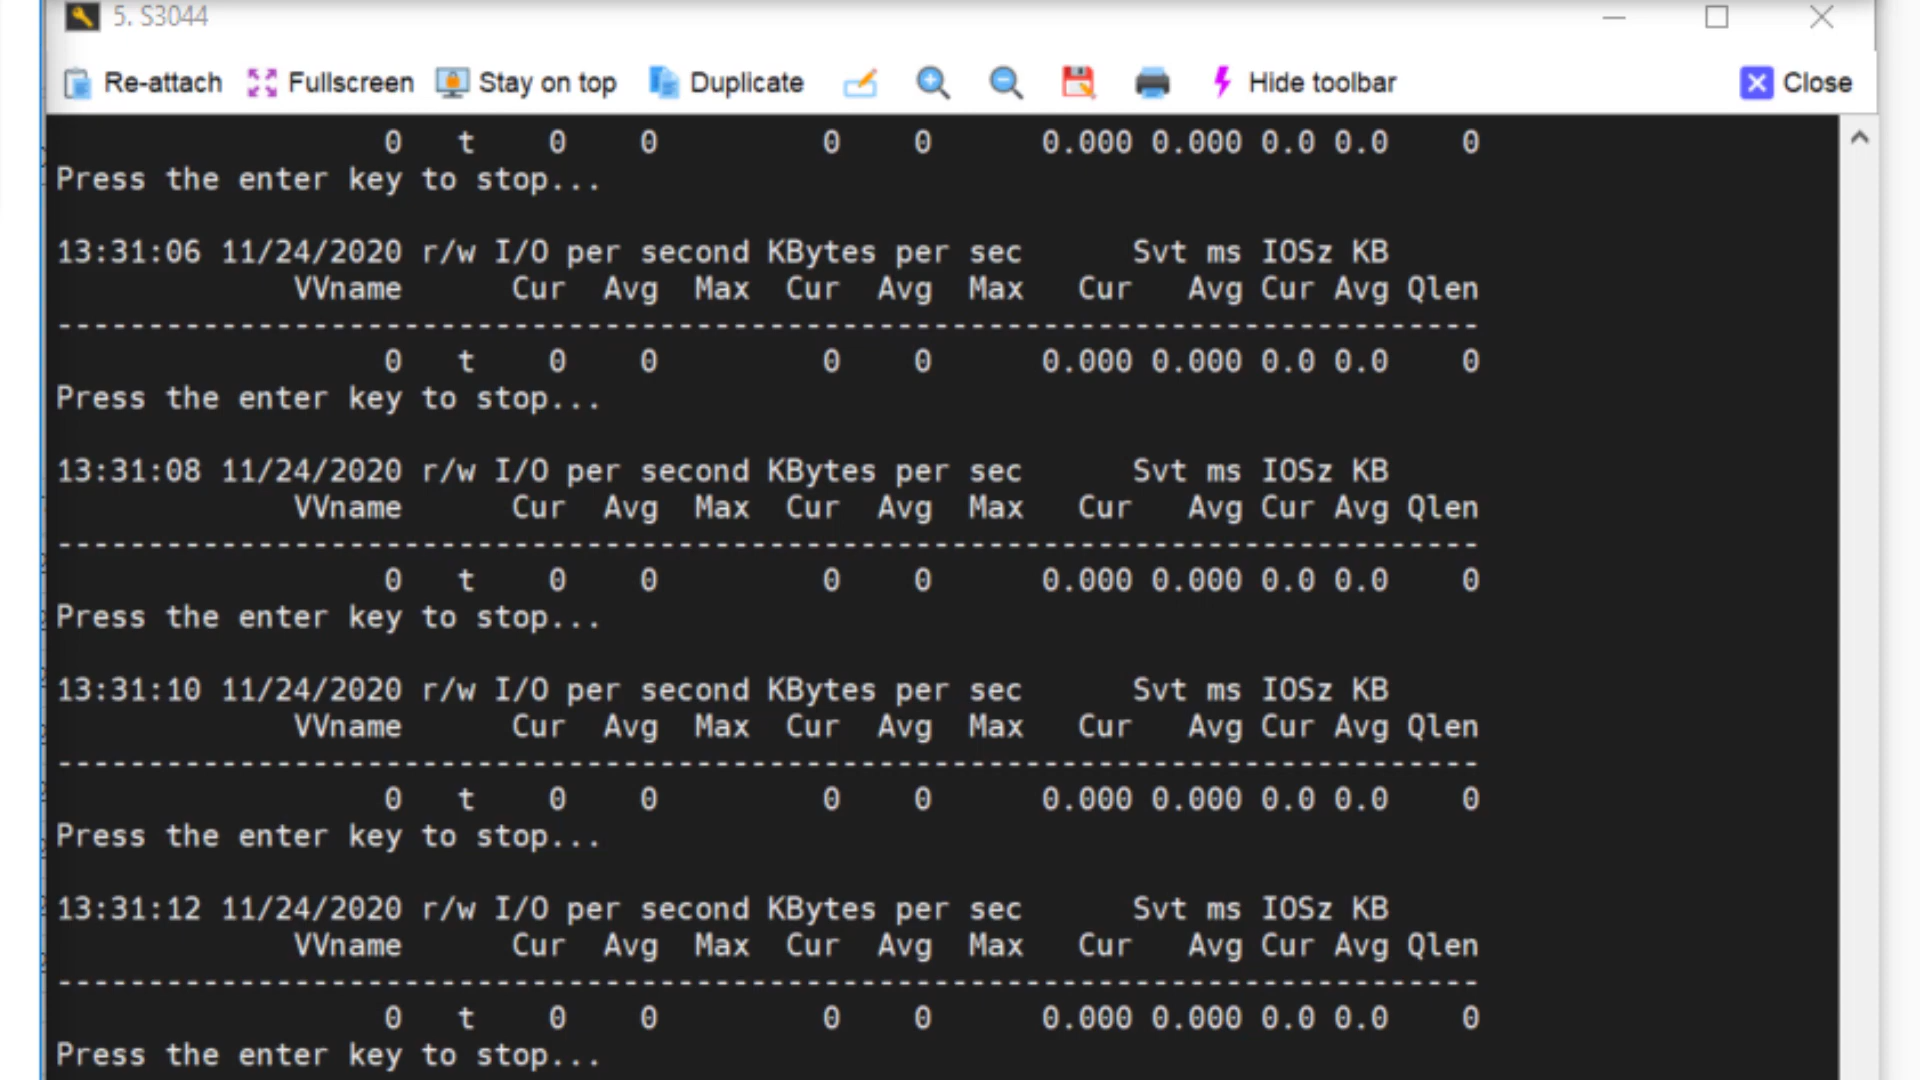 5. S3044
Re-attach Fullscreen Stay on top Duplicate Hide toolbar Close
0 t 0 0 0 0 0.000 0.000 0.0 0.0 0
Press the enter key to stop...
13:31:06 11/24/2020 r/w I/O per second KBytes per sec Svt ms IOSz KB
VVname Cur Avg Max Cur Avg Max Cur Avg Cur Avg Qlen
------------------------------------------------------------------------------
0 t 0 0 0 0 0.000 0.000 0.0 0.0 0
Press the enter key to stop...
13:31:08 11/24/2020 r/w I/O per second KBytes per sec Svt ms IOSz KB
VVname Cur Avg Max Cur Avg Max Cur Avg Cur Avg Qlen
------------------------------------------------------------------------------
0 t 0 0 0 0 0.000 0.000 0.0 0.0 0
Press the enter key to stop...
13:31:10 11/24/2020 r/w I/O per second KBytes per sec Svt ms IOSz KB
VVname Cur Avg Max Cur Avg Max Cur Avg Cur Avg Qlen
------------------------------------------------------------------------------
0 t 0 0 0 0 0.000 0.000 0.0 0.0 0
Press the enter key to stop...
13:31:12 11/24/2020 r/w I/O per second KBytes per sec Svt ms IOSz KB
VVname Cur Avg Max Cur Avg Max Cur Avg Cur Avg Qlen
------------------------------------------------------------------------------
0 t 0 0 0 0 0.000 0.000 0.0 0.0 0
Press the enter key to stop...